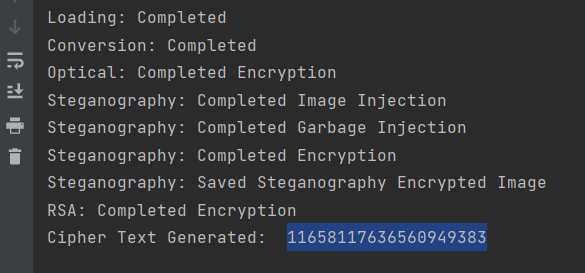 Loading: Completed
Conversion: Completed
Optical: Completed Encryption
Steganography: Completed Image Injection
Steganography: Completed Garbage Injection
Steganography: Completed Encryption
Steganography: Saved Steganography Encrypted Image
RSA: Completed Encryption
Cipher Text Generated:  11658117636560949383